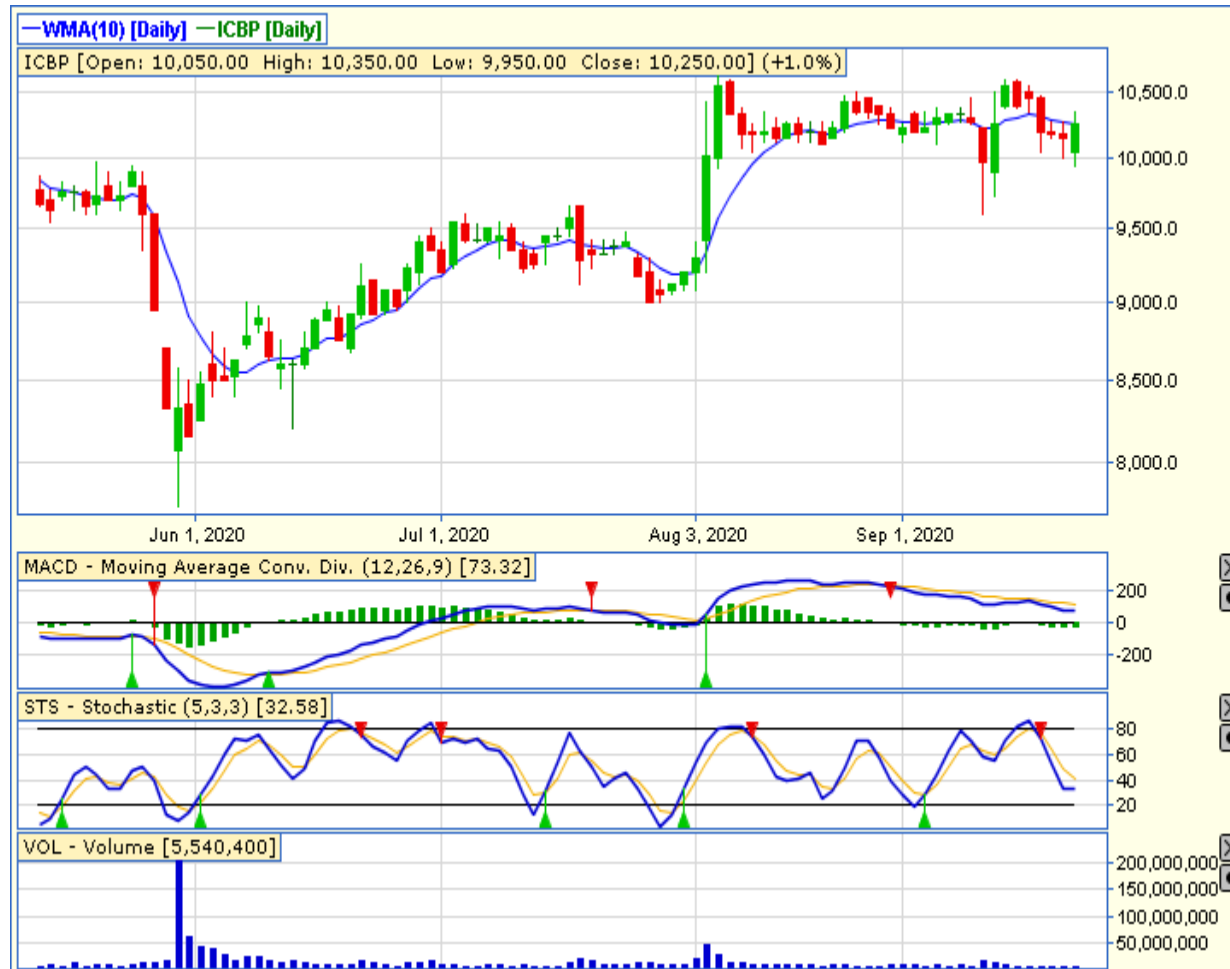 WMA(10) [Daily] ICBP [Daily]
ICBP [Open: 10,050.00 High: 10,350.00 Low: 9,950.00 Close: 10,250.00] (+1.0%)
10,500.0
10,000.0
9,500.0
9,000.0
8,500.0
8,000.0
Jun 1, 2020 Jul 1, 2020 Aug 3, 2020 Sep 1, 2020
MACD - Moving Average Conv. Div. (12,26,9) [73.32]
200
0
-200
STS - Stochastic (5,3,3) [32.58]
80
60
40
20
VOL - Volume [5,540,400]
200,000,000
150,000,000
100,000,000
50,000,000